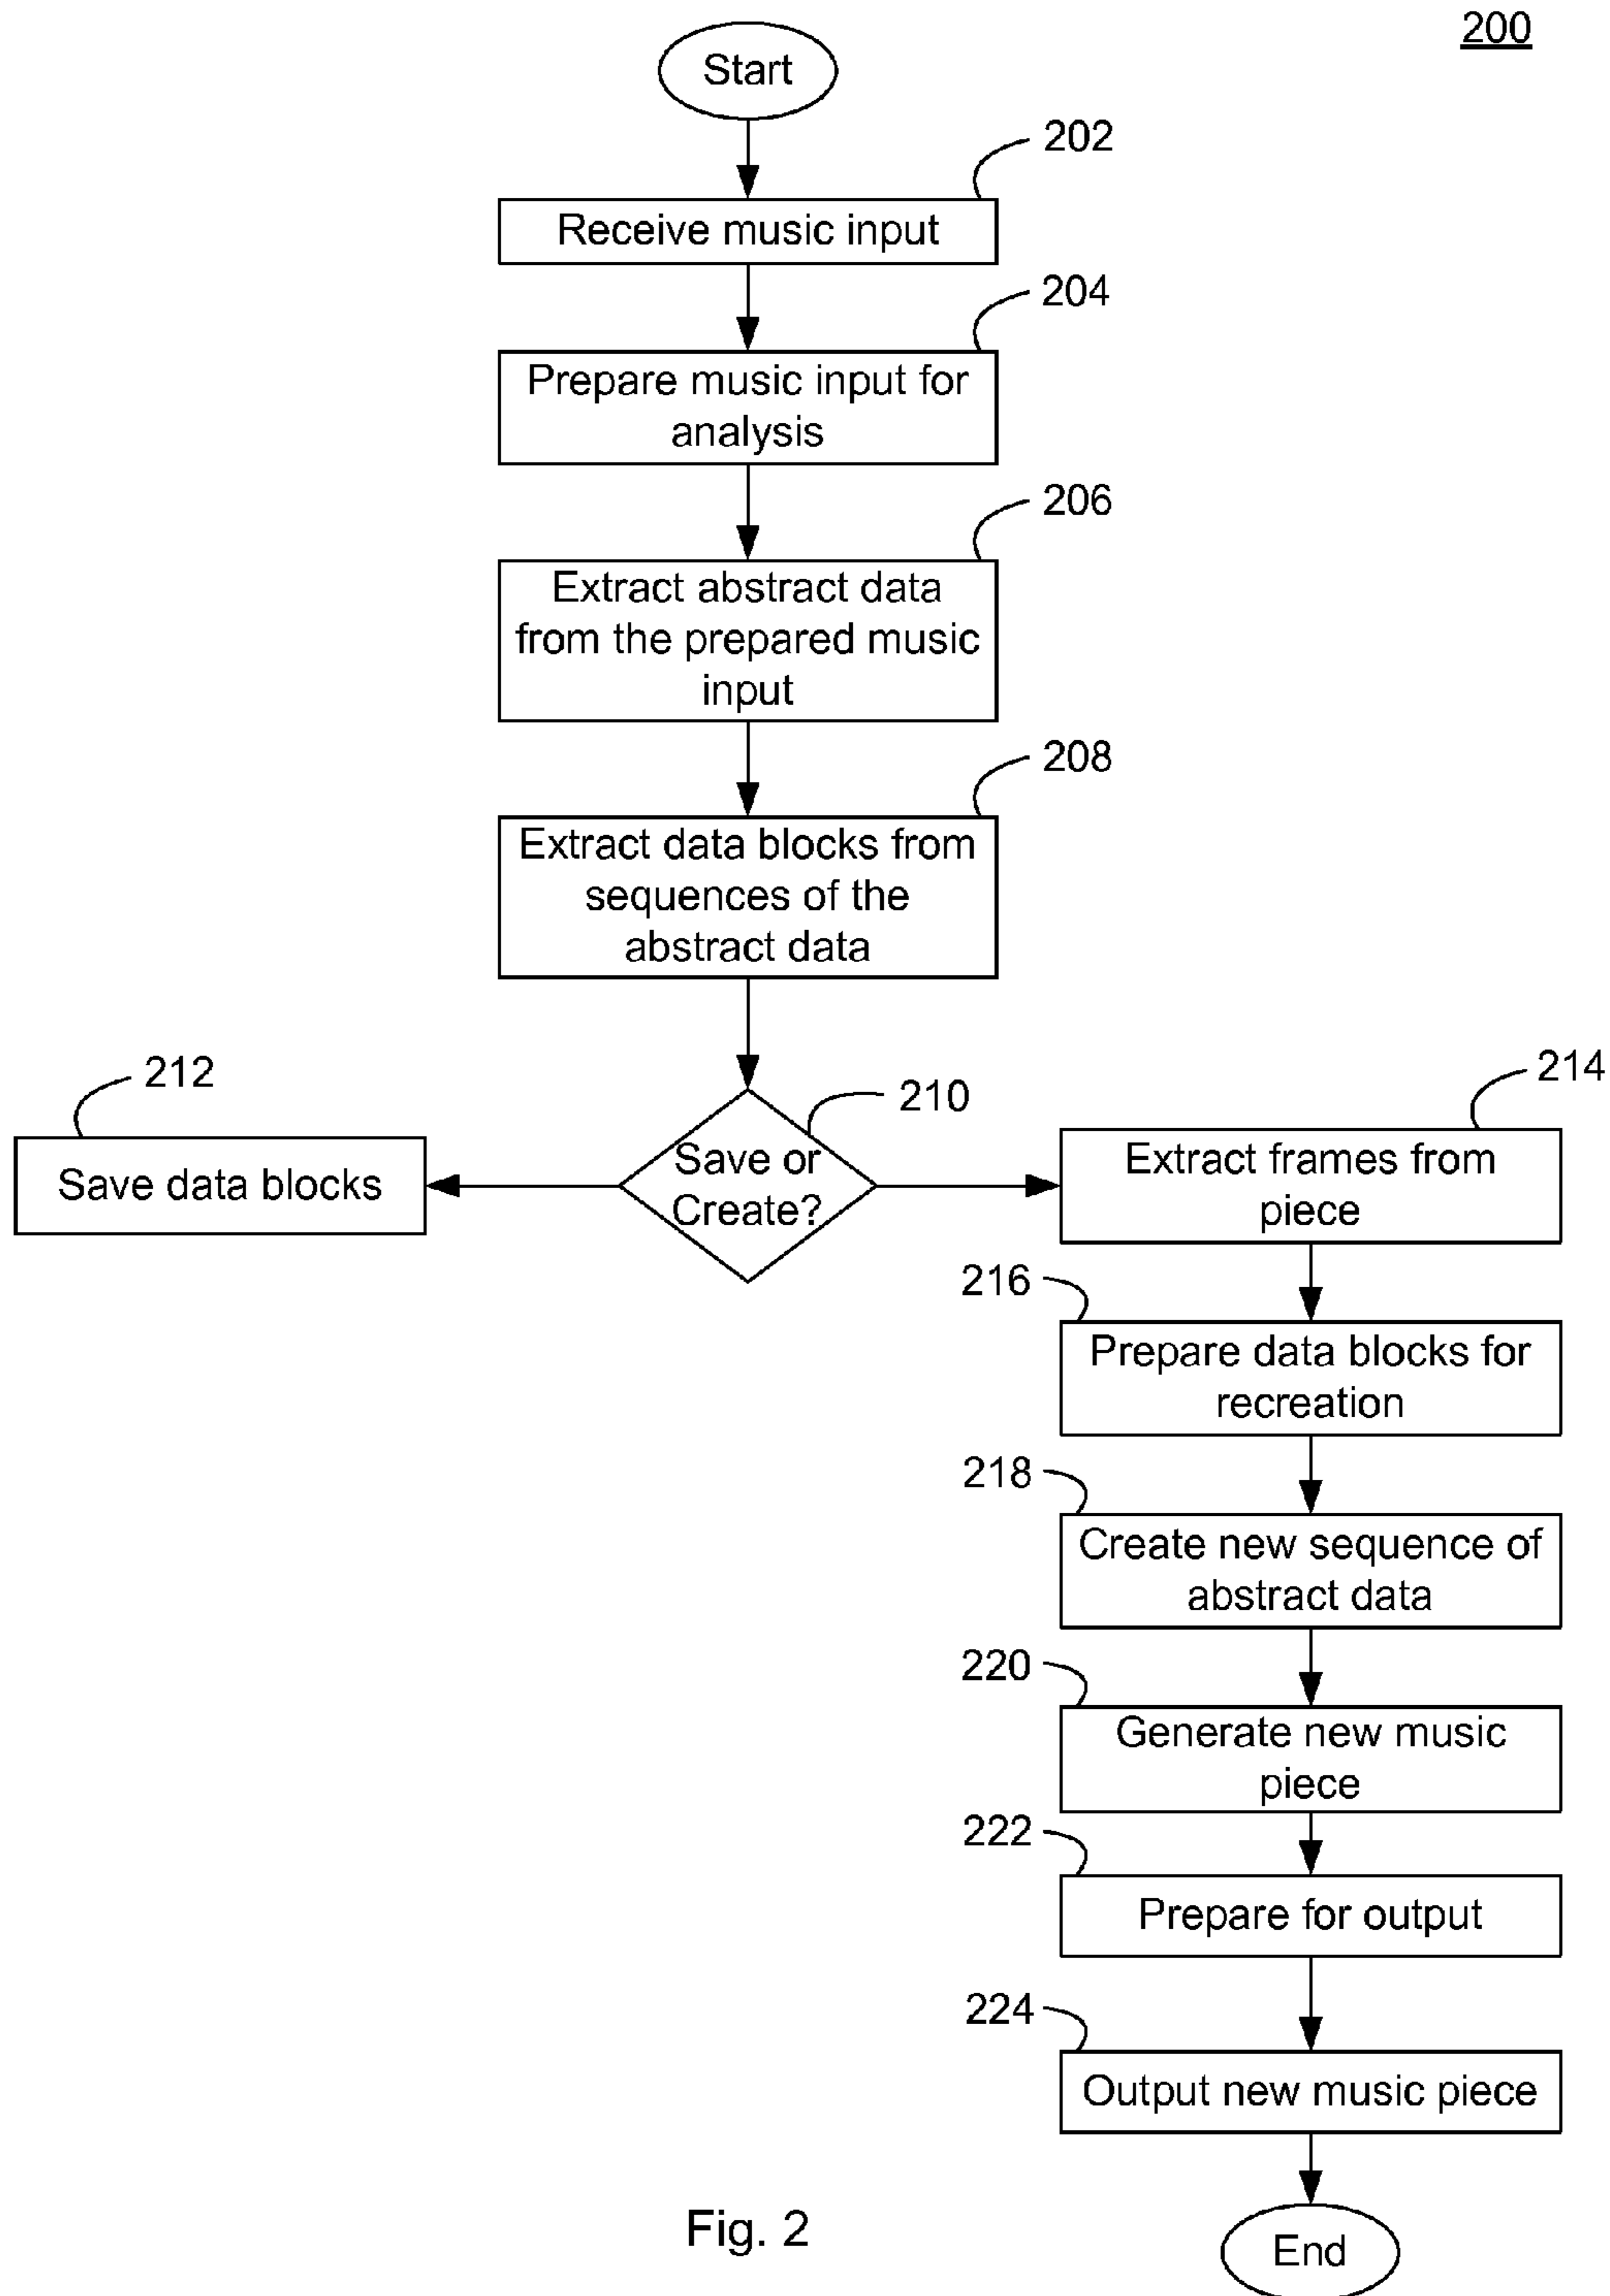 200
Start
202
Receive music input
204
Prepare music input for
analysis
206
Extract abstract data
from the prepared music
input
208
Extract data blocks from
sequences of the
abstract data
212
Save data blocks
210
Save or
Create?
214
Extract frames from
piece
216
Prepare data blocks for
recreation
218
Create new sequence of
abstract data
220
Generate new music
piece
222
Prepare for output
224
Output new music piece
End
Fig. 2